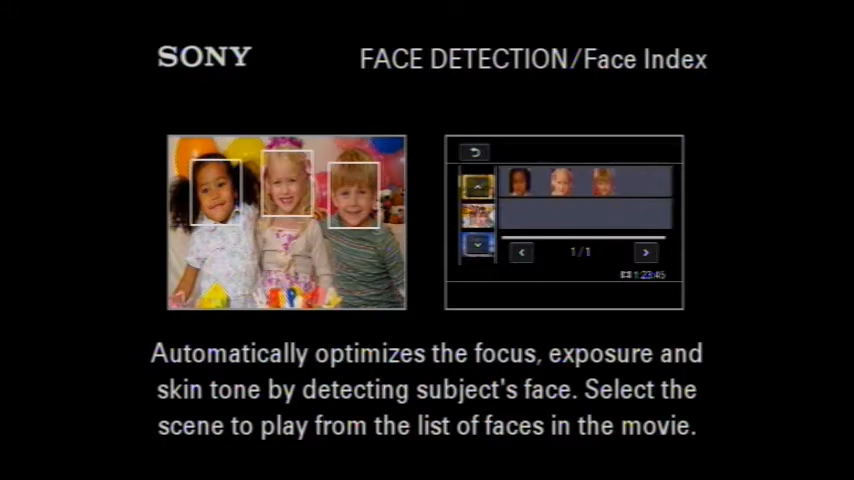 SONY
FACE DETECTION/Face Index
1/1
1:23:45
Automatically optimizes the focus, exposure and
skin tone by detecting subject's face. Select the
scene to play from the list of faces in the movie.